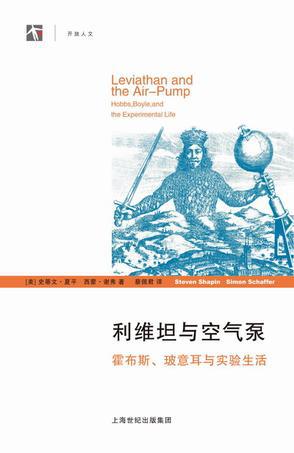 开放人文
Leviathan and
the Air-Pump
Hobbs,Boyle,and
the Experimental Life
[美] 史蒂文·夏平 西蒙·谢弗 著 蔡佩君 译 Steven Shapin Simon Schaffer
利维坦与空气泵
霍布斯、玻意耳与实验生活
上海世纪出版集团